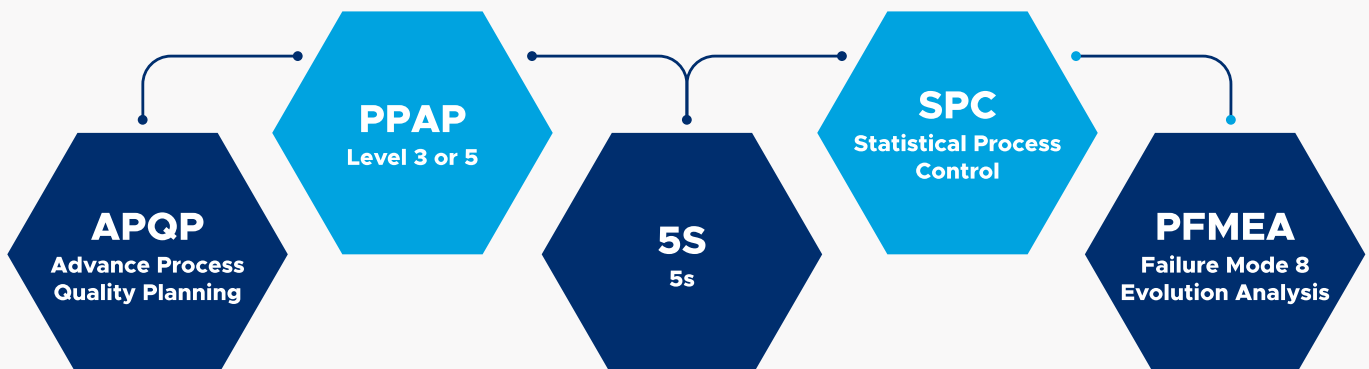 APQP
Advance Process
Quality Planning
PPAP
Level 3 or 5
5S
5s
SPC
Statistical Process
Control
PFMEA
Failure Mode 8
Evolution Analysis